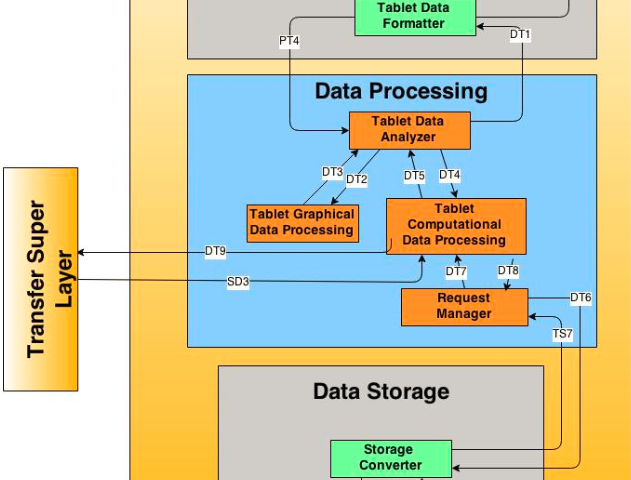 Tablet Data
Formatter
PT4
DT1
Data Processing
Tablet Data
Analyzer
DT3
DT2
DT5
DT4
Tablet Graphical
Data Processing
Tablet
Computational
Data Processing
Transfer Super
Layer
DT9
SD3
DT7
DT8
Request
Manager
DT6
TS7
Data Storage
Storage
Converter